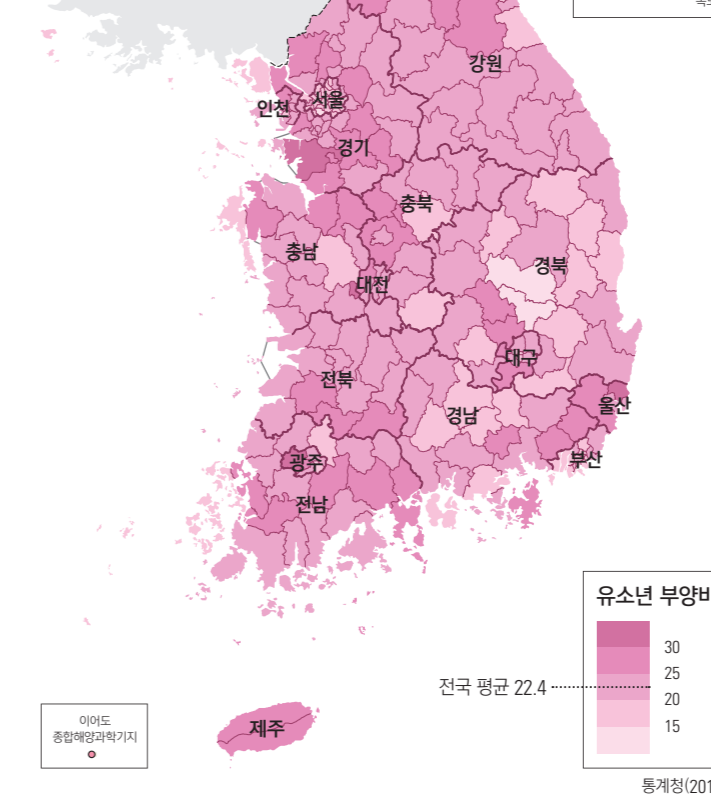 강원
서울
인천
경기
충북
충남
경북
대전
대구
전북
울산
경남
부산
광주
전남
유소년 부양비
30
25
전국 평균 22.4
20
15
제주
이어도
종합해양과학기지
통계청(201